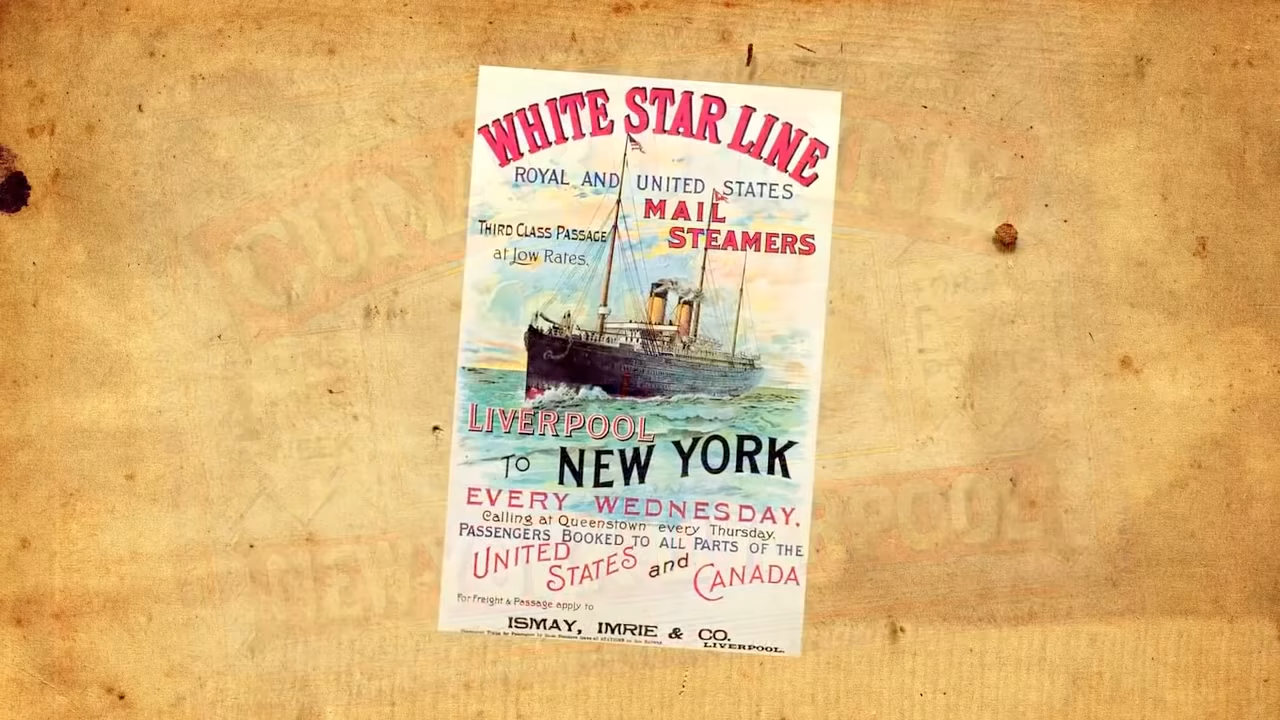 WHITE STAR LINE
ROYAL AND UNITED STATES
MAIL
STEAMERS
THIRD CLASS PASSAGE
at Low Rates.
LIVERPOOL
TO NEW YORK
EVERY WEDNESDAY.
Calling at Queenstown every Thursday.
PASSENGERS BOOKED TO ALL PARTS OF THE
UNITED STATES and CANADA
For Freight & Passage apply to
ISMAY, IMRIE & CO.
LIVERPOOL.